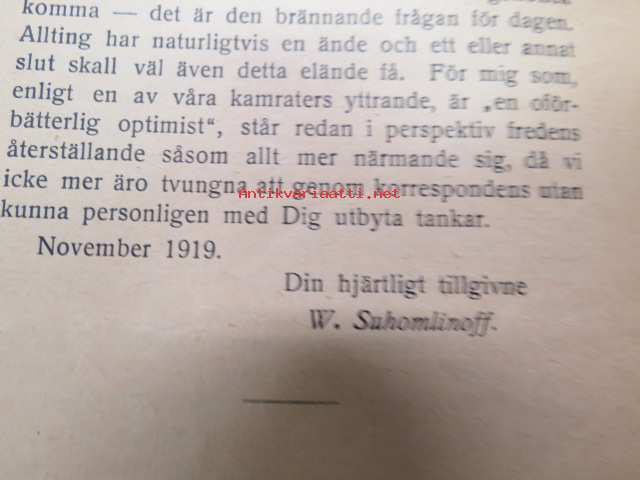 komma — det är den brännande frågan för dagen.
Allting har naturligtvis en ände och ett eller annat
slut skall väl även detta elände få. För mig som,
enligt en av våra kamraters yttrande, är „en oför-
bätterlig optimist“, står redan i perspektiv fredens
återställande såsom allt mer närmande sig, då vi
icke mer äro tvungna att genom korrespondens utan
Antikvariaatti.net
kunna personligen med Dig utbyta tankar.
November 1919.
Din hjärtligt tillgivne
W. Suhomlinoff.